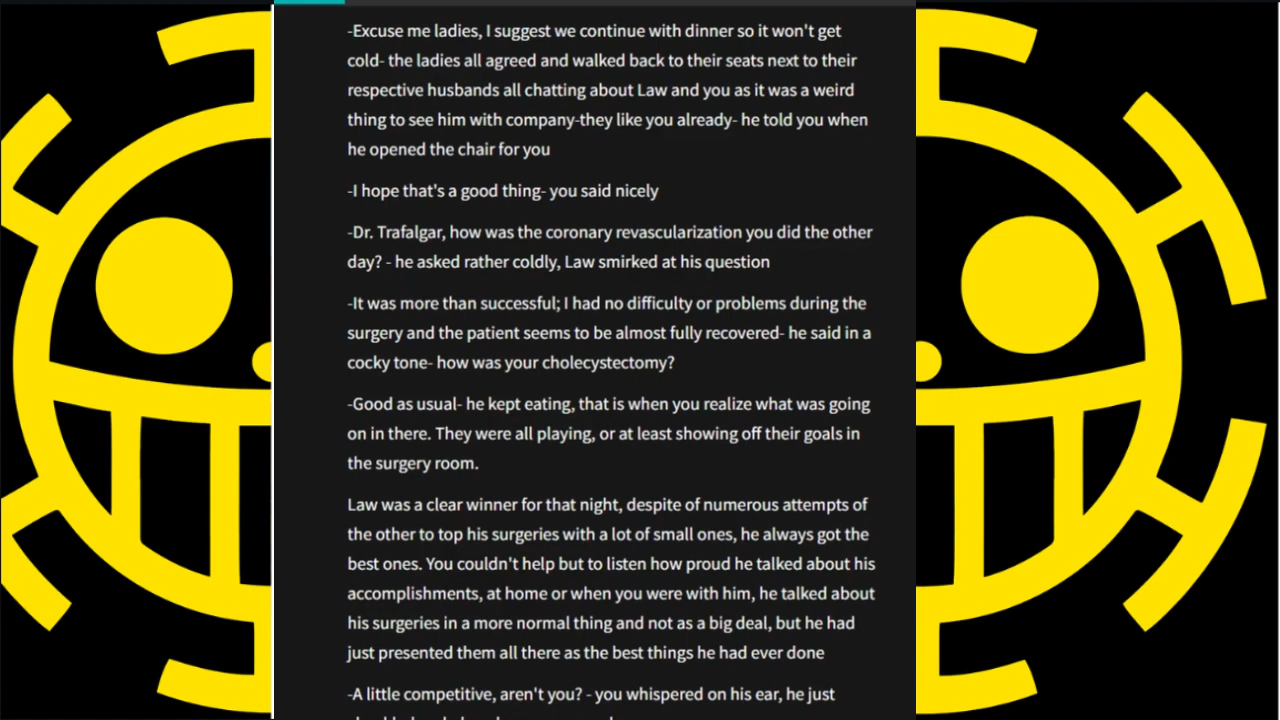 -Excuse me ladies, I suggest we continue with dinner so it won't get
cold- the ladies all agreed and walked back to their seats next to their
respective husbands all chatting about Law and you as it was a weird
thing to see him with company-they like you already- he told you when
he opened the chair for you
-I hope that's a good thing- you said nicely
-Dr. Trafalgar, how was the coronary revascularization you did the other
day? - he asked rather coldly, Law smirked at his question
-It was more than successful; I had no difficulty or problems during the
surgery and the patient seems to be almost fully recovered- he said in a
cocky tone- how was your cholecystectomy?
-Good as usual- he kept eating, that is when you realize what was going
on in there. They were all playing, or at least showing off their goals in
the surgery room.
Law was a clear winner for that night, despite of numerous attempts of
the other to top his surgeries with a lot of small ones, he always got the
best ones. You couldn't help but to listen how proud he talked about his
accomplishments, at home or when you were with him, he talked about
his surgeries in a more normal thing and not as a big deal, but he had
just presented them all there as the best things he had ever done
-A little competitive, aren't you? - you whispered on his ear, he just